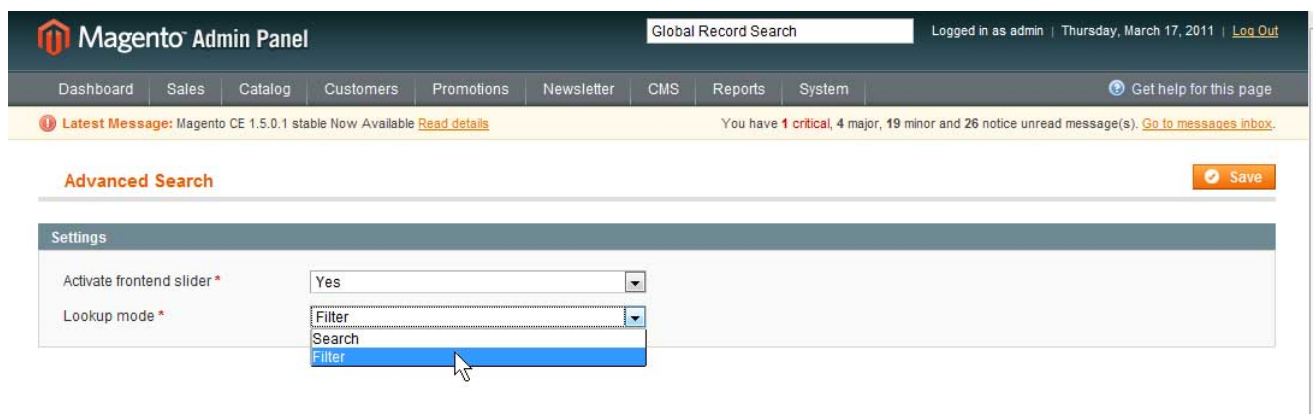 Magento Admin Panel
Global Record Search
Logged in as admin | Thursday, March 17, 2011 | Log Out
Dashboard Sales Catalog Customers Promotions Newsletter CMS Reports System
Get help for this page
Latest Message: Magento CE 1.5.0.1 stable Now Available Read details
You have 1 critical, 4 major, 19 minor and 26 notice unread message(s). Go to messages inbox.
Advanced Search
Save
Settings
Activate frontend slider *
Yes
Lookup mode *
Filter
Search
Filter